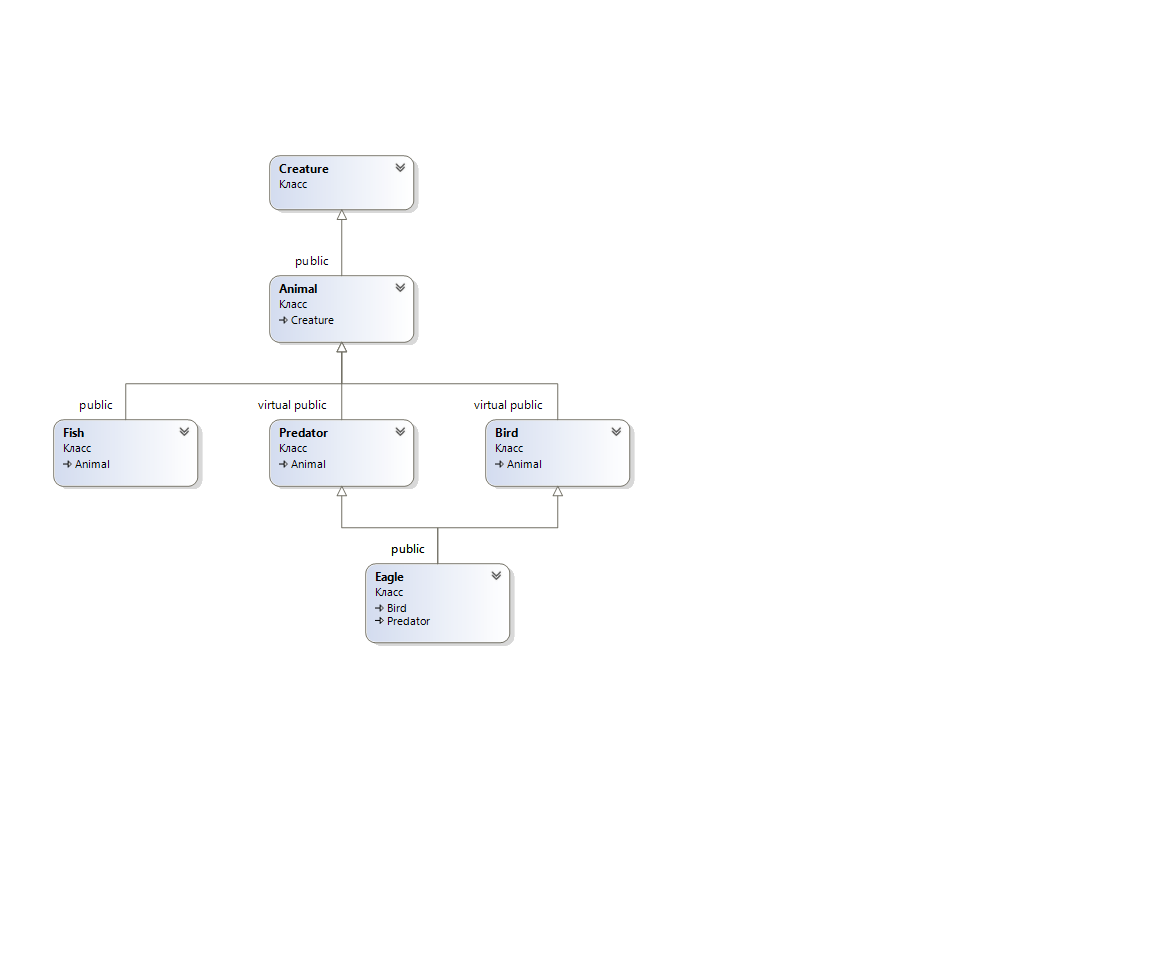 Creature
Класс
public
Animal
Класс
Creature
public
virtual public
virtual public
Fish
Класс
Animal
Predator
Класс
Animal
Bird
Класс
Animal
public
Eagle
Класс
Bird
Predator